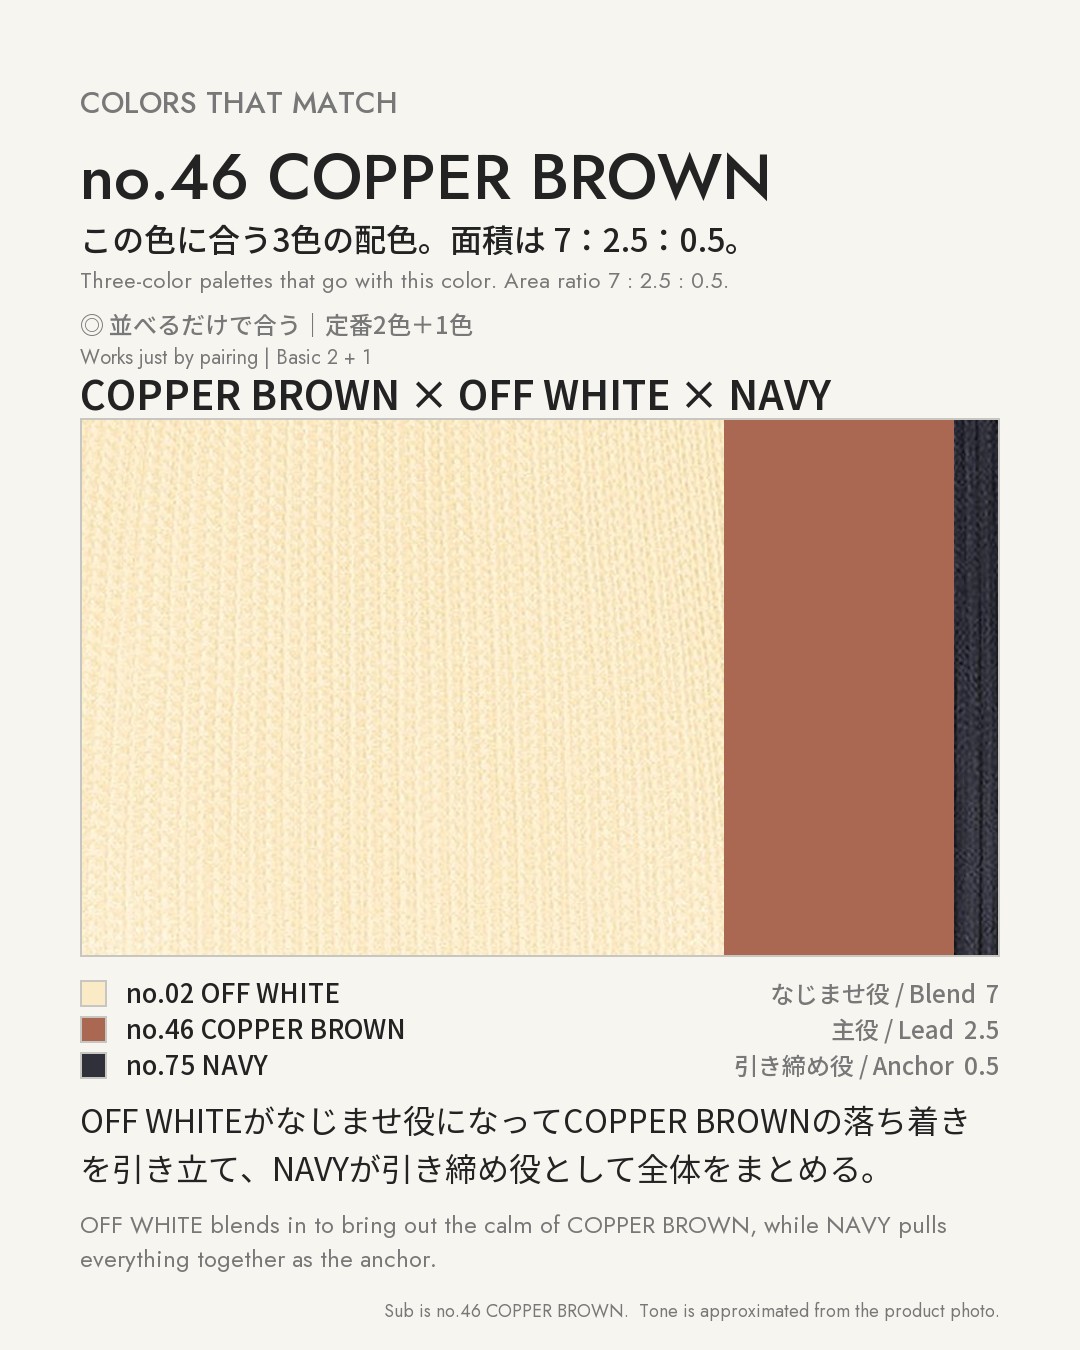 COLORS THAT MATCH
no.46 COPPER BROWN
この色に合う3色の配色。面積は 7：2.5：0.5。
Three-color palettes that go with this color. Area ratio 7 : 2.5 : 0.5.
◎ 並べるだけで合う｜定番2色＋1色
Works just by pairing | Basic 2 + 1
COPPER BROWN × OFF WHITE × NAVY
no.02 OFF WHITE なじませ役 / Blend 7
no.46 COPPER BROWN 主役 / Lead 2.5
no.75 NAVY 引き締め役 / Anchor 0.5
OFF WHITEがなじませ役になってCOPPER BROWNの落ち着き
を引き立て、NAVYが引き締め役として全体をまとめる。
OFF WHITE blends in to bring out the calm of COPPER BROWN, while NAVY pulls
everything together as the anchor.
Sub is no.46 COPPER BROWN. Tone is approximated from the product photo.